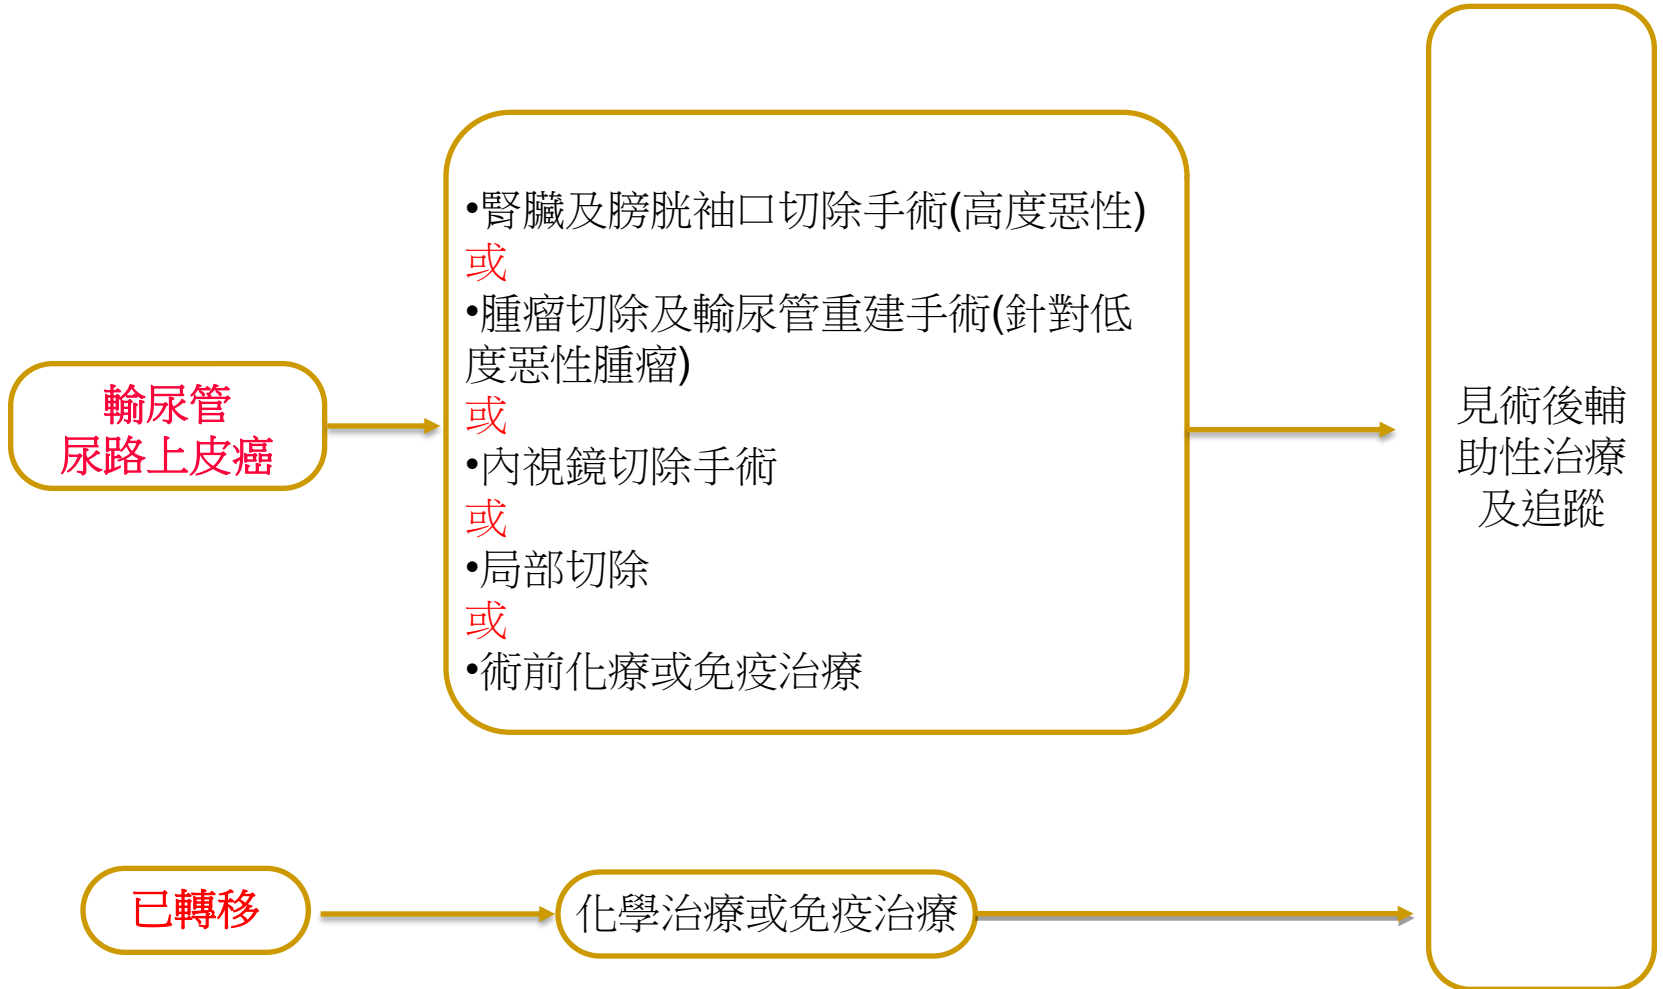 輸尿管
尿路上皮癌
•腎臟及膀胱袖口切除手術(高度惡性)
或
•腫瘤切除及輸尿管重建手術(針對低
度惡性腫瘤)
或
•內視鏡切除手術
或
•局部切除
或
•術前化療或免疫治療
見術後輔
助性治療
及追蹤
已轉移
化學治療或免疫治療